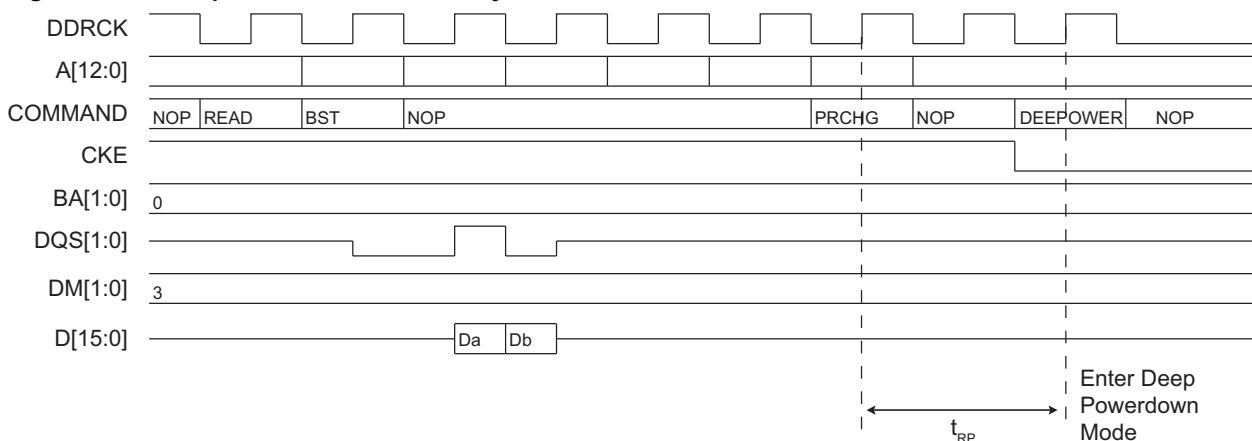 DDRCK
A[12:0]
COMMAND NOP READ BST NOP PRCHG NOP DEEPOWER NOP
CKE
BA[1:0] 0
DQS[1:0]
DM[1:0] 3
D[15:0] Da Db
tRP
Enter Deep
Powerdown
Mode